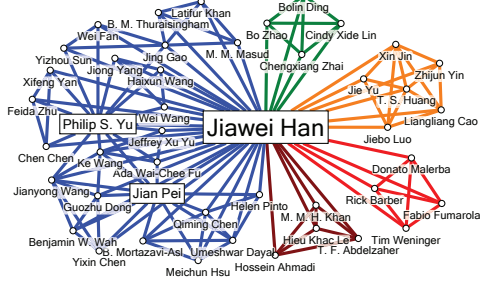 Bolin Ding
Latifur Khan
B. M. Thuraisingham
Wei Fan
Bo Zhao
Cindy Xide Lin
Yizhou Sun
Jing Gao
M. M. Masud
Xin Jin
Jiong Yang
Chengxiang Zhai
Zhijun Yin
Xifeng Yan
Haixun Wang
Jie Yu
T. S. Huang
Feida Zhu
Wei Wang
Liangliang Cao
Philip S. Yu
Jiawei Han
Jeffrey Xu Yu
Jiebo Luo
Chen Chen
Ke Wang
Ada Wai-Chee Fu
Donato Malerba
Jianyong Wang
Jian Pei
Rick Barber
Guozhu Dong
Helen Pinto
Fabio Fumarola
M. M. H. Khan
Qiming Chen
Benjamin W. Wah
Hieu Khac Le
Tim Weninger
B. Mortazavi-Asl
Umeshwar Dayal
T. F. Abdelzaher
Yixin Chen
Hossein Ahmadi
Meichun Hsu